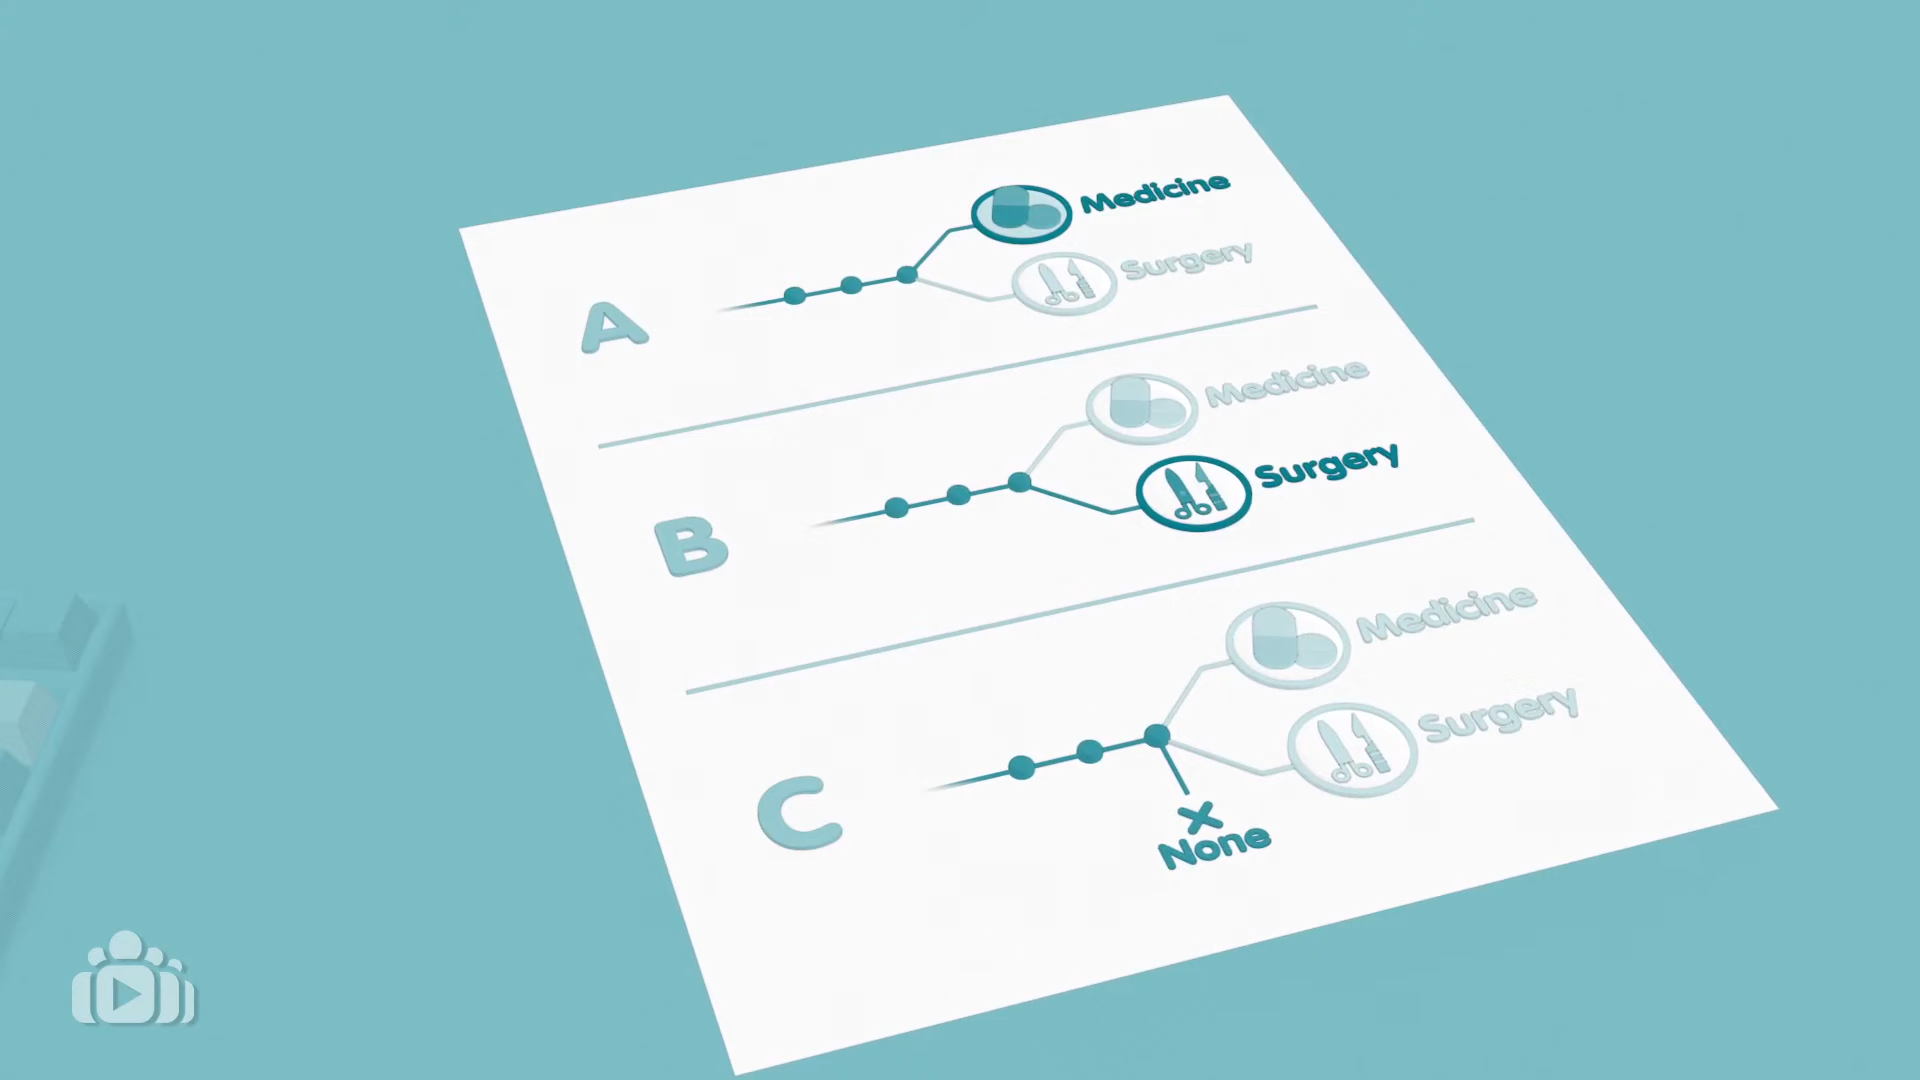 A
Medicine
Surgery
B
Medicine
Surgery
C
Medicine
Surgery
None